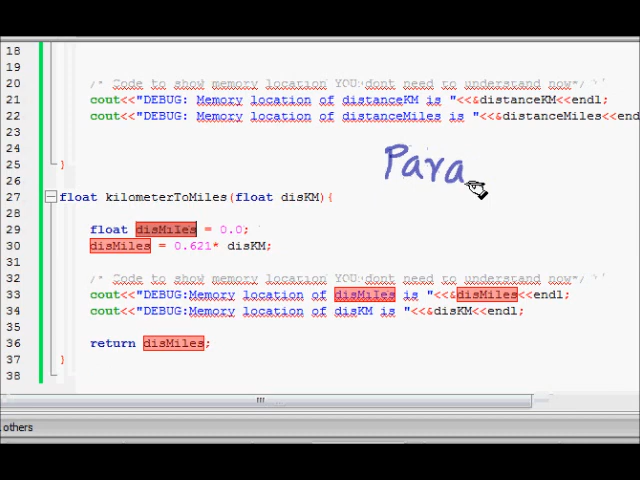 18
19
20 /* Code to show memory location YOU dont need to understand now*/
21 cout<<"DEBUG: Memory location of distanceKM is "<<&distanceKM<<endl;
22 cout<<"DEBUG: Memory location of distanceMiles is "<<&distanceMiles<<end
23
24
25 }
26
27 float kilometerToMiles(float disKM){
28
29 float disMiles = 0.0;
30 disMiles = 0.621* disKM;
31
32 /* Code to show memory location YOU dont need to understand now*/
33 cout<<"DEBUG:Memory location of disMiles is "<<&disMiles<<endl;
34 cout<<"DEBUG:Memory location of disKM is "<<&disKM<<endl;
35
36 return disMiles;
37 }
38
Para
others